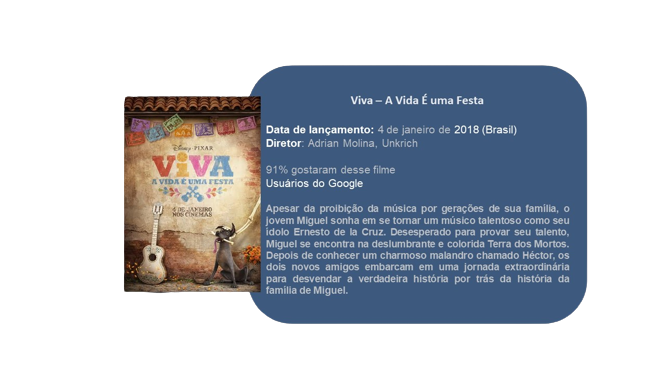 Viva – A Vida É uma Festa
Data de lançamento: 4 de janeiro de 2018 (Brasil)
Diretor: Adrian Molina, Unkrich
91% gostaram desse filme
Usuários do Google
Apesar da proibição da música por gerações de sua família, o
jovem Miguel sonha em se tornar um músico talentoso como seu
ídolo Ernesto de la Cruz. Desesperado para provar seu talento,
Miguel se encontra na deslumbrante e colorida Terra dos Mortos.
Depois de conhecer um charmoso malandro chamado Héctor, os
dois novos amigos embarcam em uma jornada extraordinária
para desvendar a verdadeira história por trás da história da
família de Miguel.
Disney PIXAR
VIVA
A VIDA É UMA FESTA
4 DE JANEIRO
NOS CINEMAS